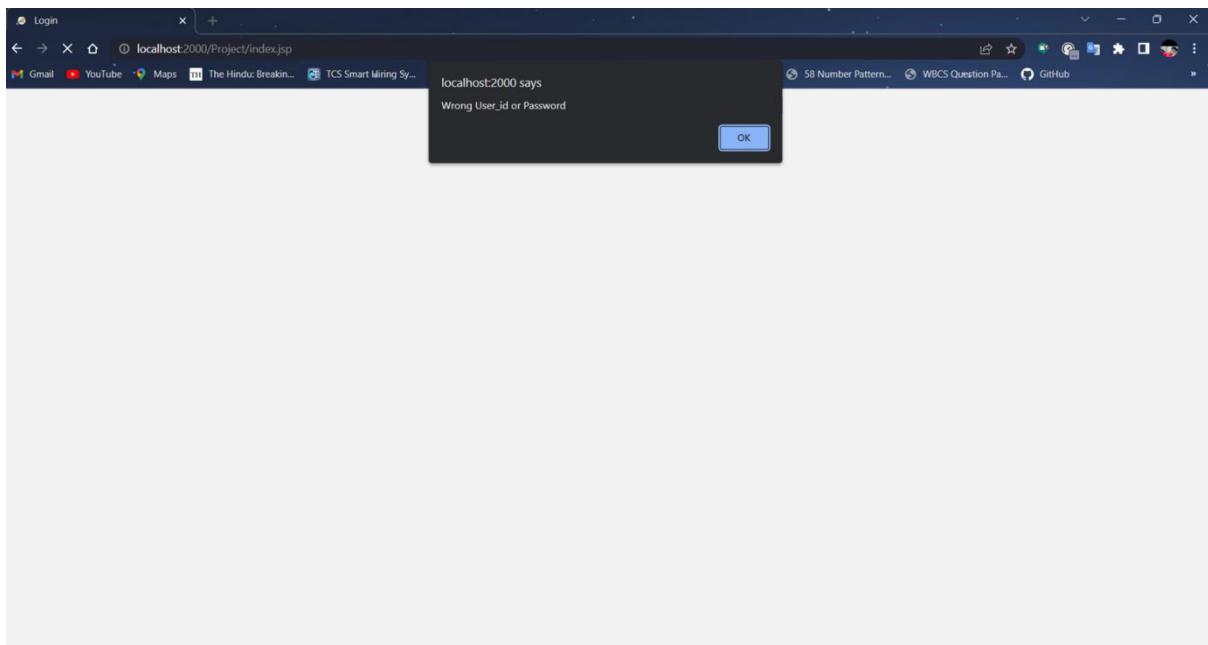 Login
localhost:2000/Project/index.jsp
Gmail YouTube Maps TH The Hindu: Breakin... TCS Smart Hiring Sy... 58 Number Pattern... WBCS Question Pa... GitHub
localhost:2000 says
Wrong User_id or Password
OK